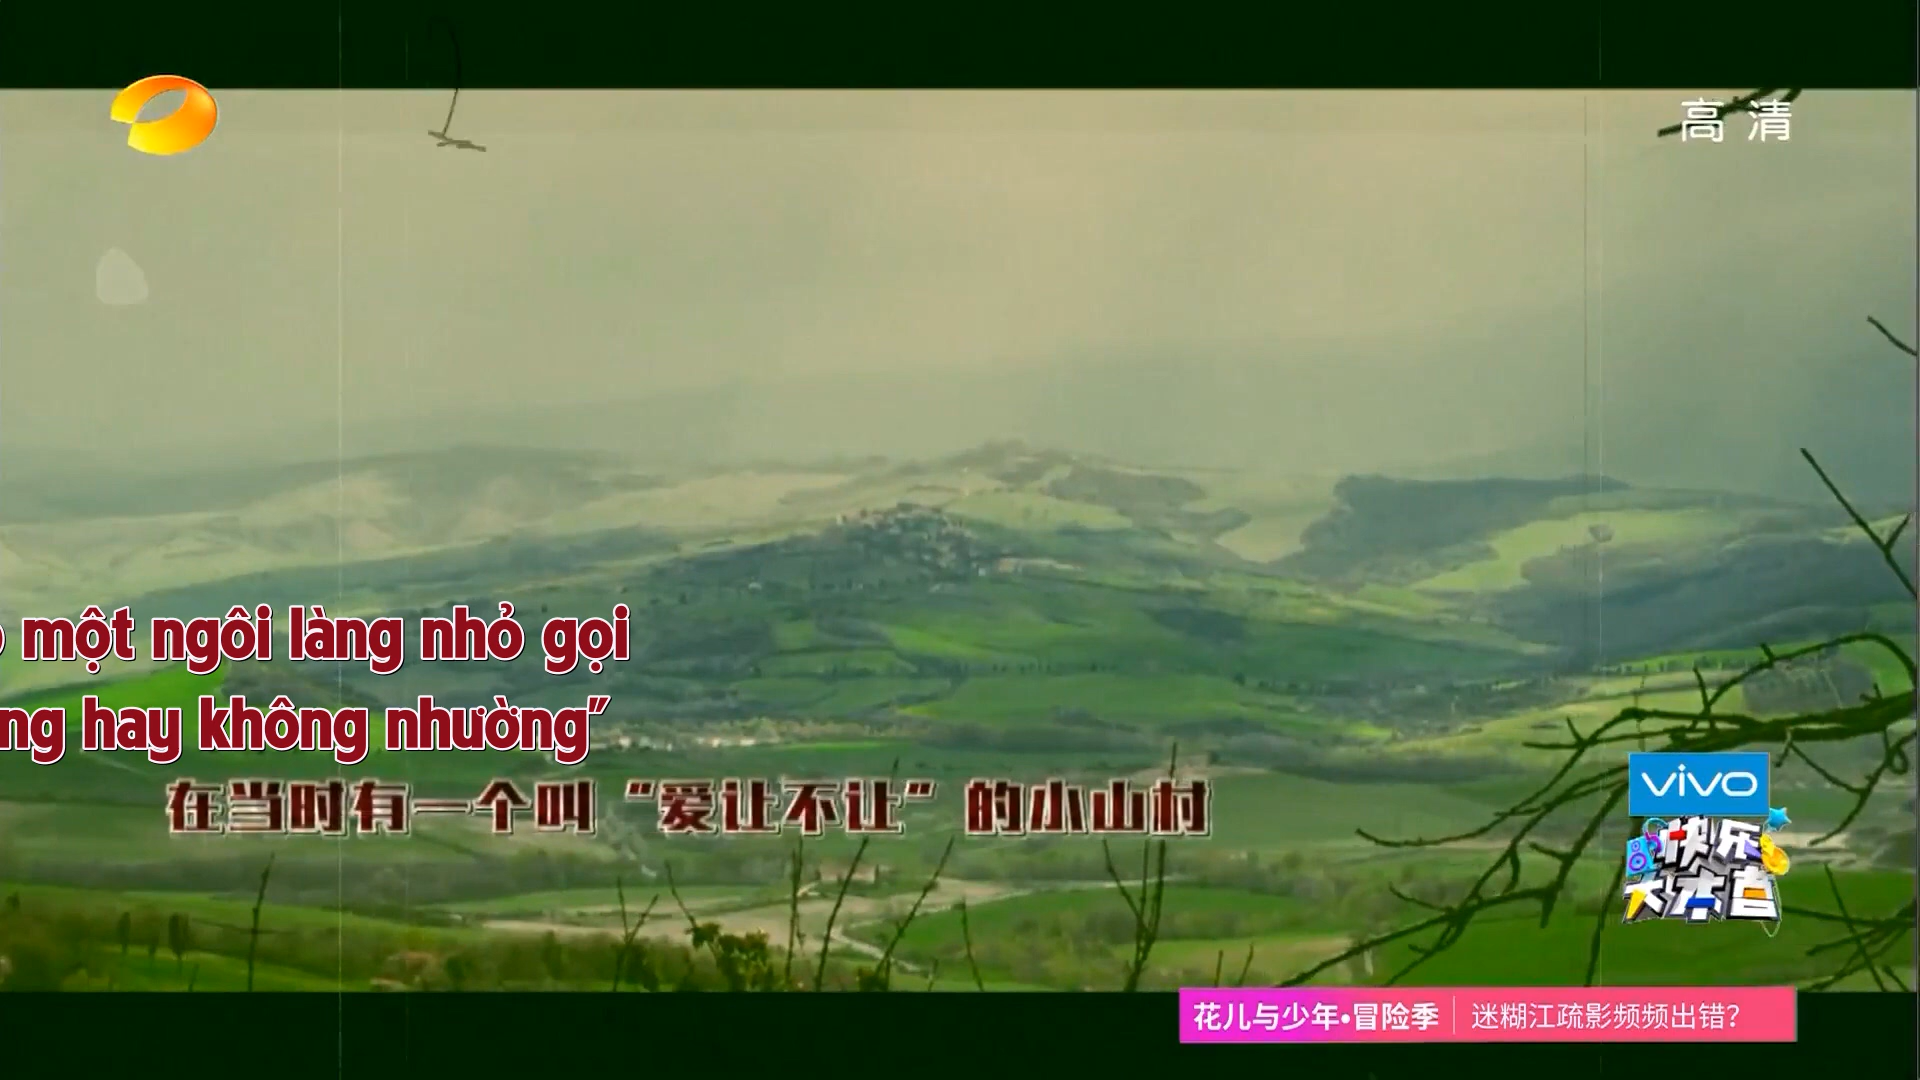 高 清
một ngôi làng nhỏ gọi
hay không nhường"
在当时有一个叫“爱让不让”的小山村
vivo
快乐
大本营
花儿与少年•冒险季 迷糊江疏影频频出错?